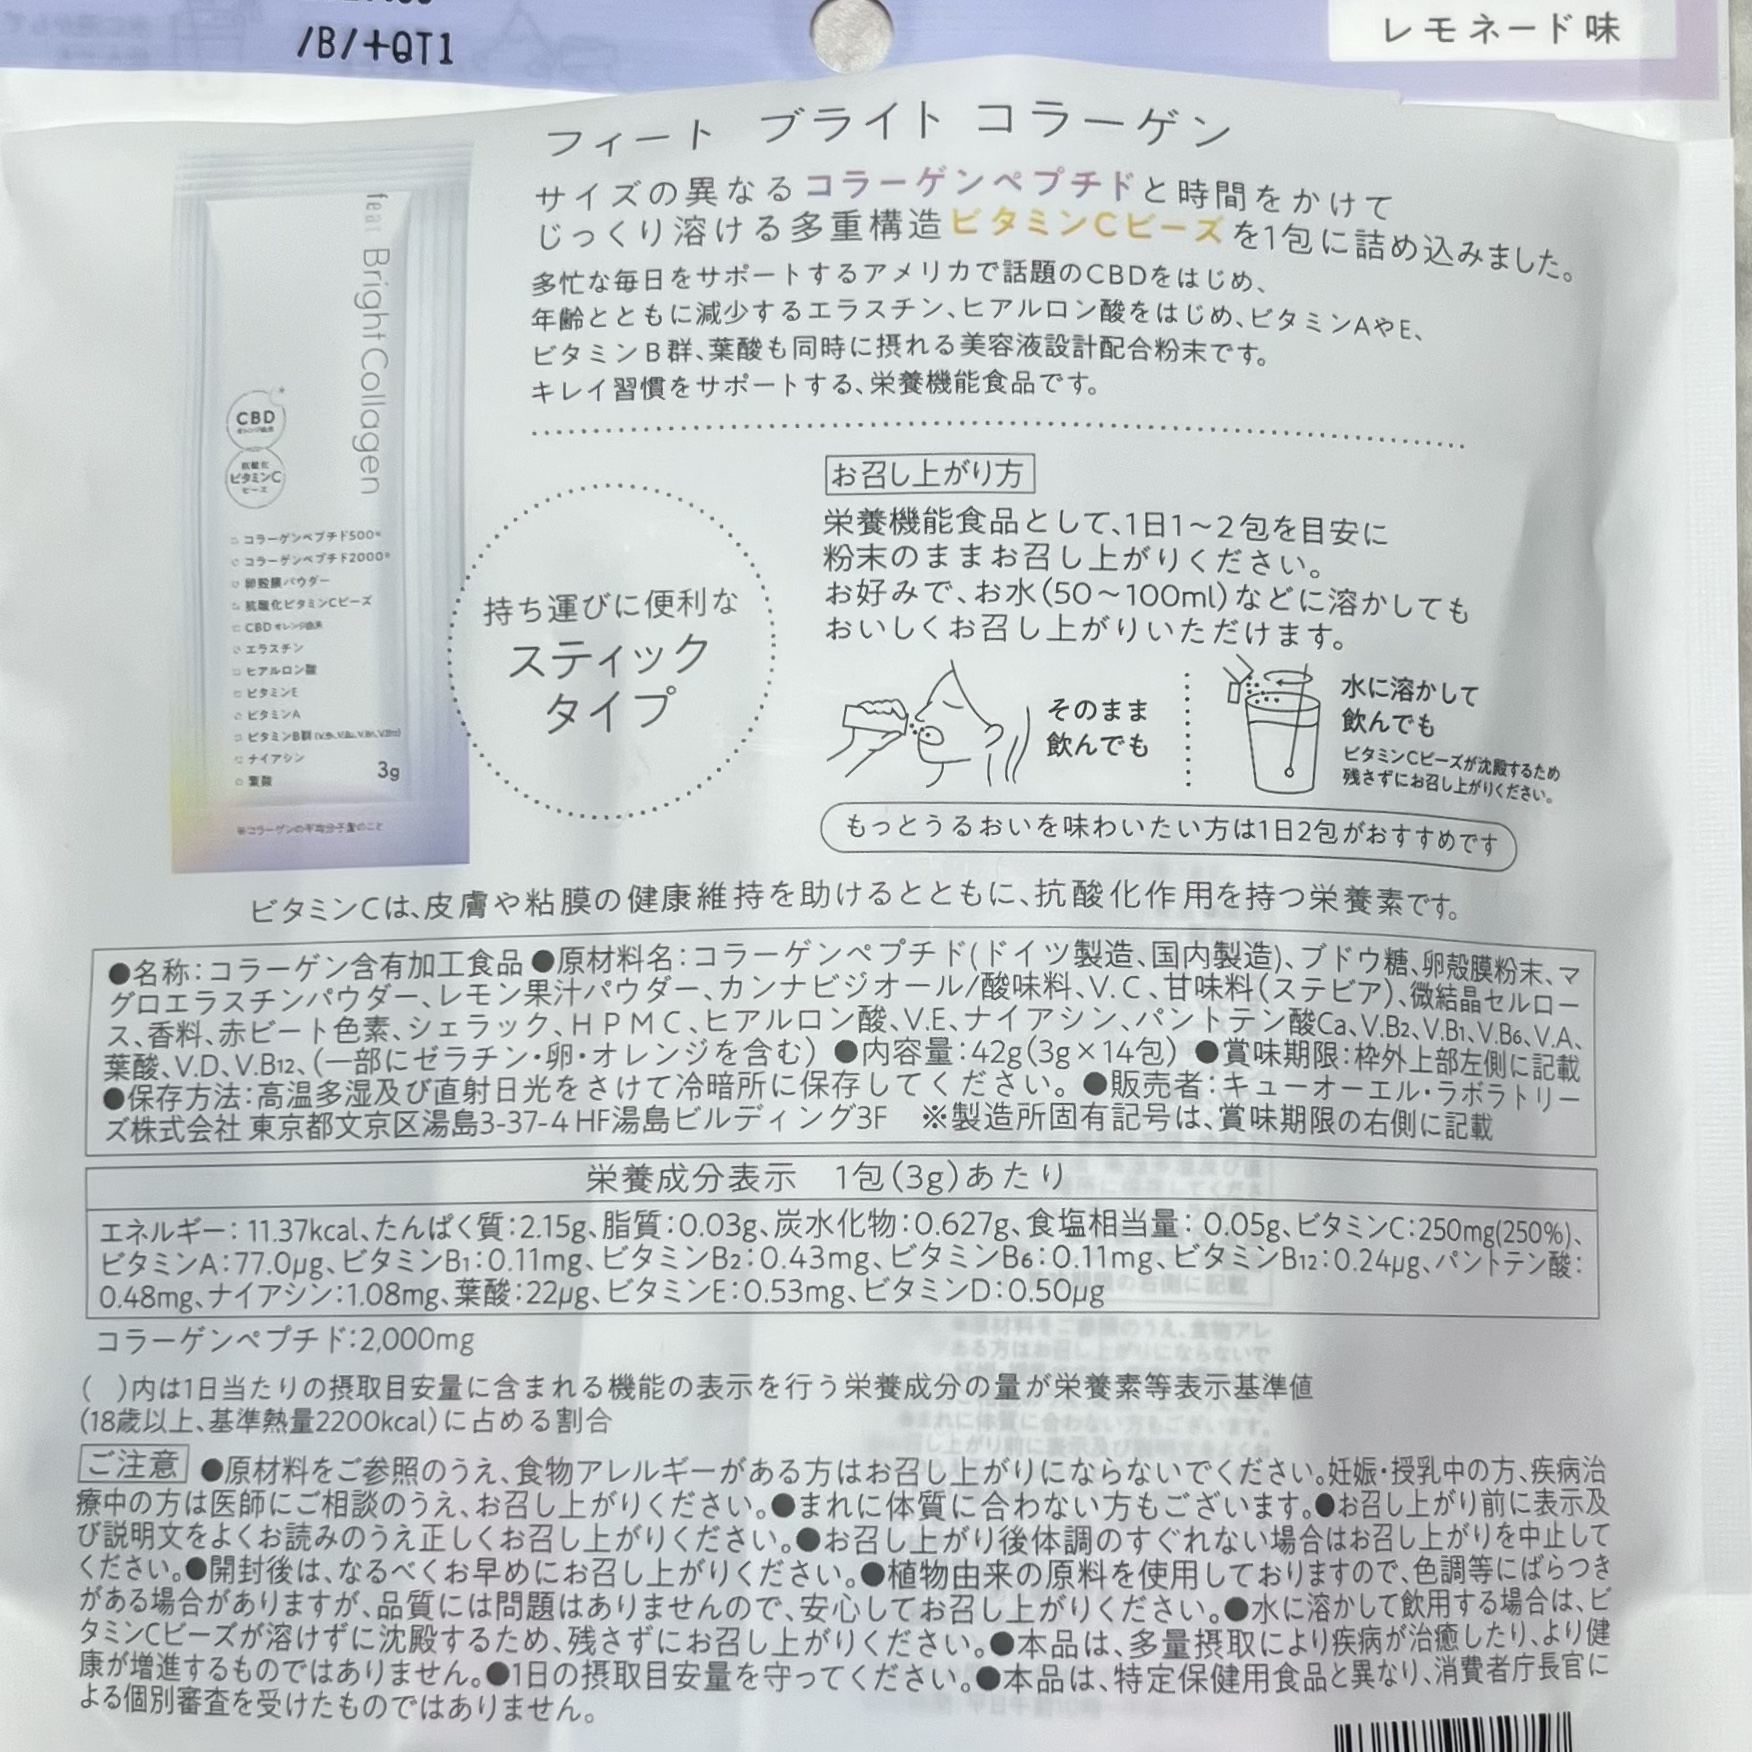 /B/+QT1
レモネード味
フィート ブライト コラーゲン
サイズの異なるコラーゲンペプチドと時間をかけて
じっくり溶ける多重構造ビタミンCビーズを1包に詰め込みました。
多忙な毎日をサポートするアメリカで話題のCBDをはじめ、
年齢とともに減少するエラスチン、ヒアルロン酸をはじめ、ビタミンAやE、
ビタミンB群、葉酸も同時に摂れる美容液設計配合粉末です。
キレイ習慣をサポートする、栄養機能食品です。
feat Bright Collagen
CBD
オレンジ由来
抗酸化
ビタミンC
ビーズ
コラーゲンペプチド500※
コラーゲンペプチド2000※
卵殻膜パウダー
抗酸化ビタミンCビーズ
CBD オレンジ由来
エラスチン
ヒアルロン酸
ビタミンE
ビタミンA
ビタミンB群
ナイアシン
葉酸
3g
※コラーゲンの平均分子量のこと
持ち運びに便利な
スティック
タイプ
お召し上がり方
栄養機能食品として、1日1～2包を目安に
粉末のままお召し上がりください。
お好みで、お水(50～100ml)などに溶かしても
おいしくお召し上がりいただけます。
そのまま
飲んでも
水に溶かして
飲んでも
ビタミンCビーズが沈殿するため
残さずにお召し上がりください。
もっとうるおいを味わいたい方は1日2包がおすすめです
ビタミンCは、皮膚や粘膜の健康維持を助けるとともに、抗酸化作用を持つ栄養素です。
●名称：コラーゲン含有加工食品 ●原材料名：コラーゲンペプチド(ドイツ製造、国内製造)、ブドウ糖、卵殻膜粉末、マ
グロエラスチンパウダー、レモン果汁パウダー、カンナビジオール/酸味料、V.C、甘味料(ステビア)、微結晶セルロー
ス、香料、赤ビート色素、シェラック、HPMC、ヒアルロン酸、V.E、ナイアシン、パントテン酸Ca、V.B2、V.B1、V.B6、V.A、
葉酸、V.D、V.B12、(一部にゼラチン・卵・オレンジを含む) ●内容量：42g(3g×14包) ●賞味期限：枠外上部左側に記載
●保存方法：高温多湿及び直射日光をさけて冷暗所に保存してください。●販売者：キューオーエル・ラボラトリー
ズ株式会社 東京都文京区湯島3-37-4 HF湯島ビルディング3F ※製造所固有記号は、賞味期限の右側に記載
栄養成分表示 1包(3g)あたり
エネルギー：11.37kcal、たんぱく質：2.15g、脂質：0.03g、炭水化物：0.627g、食塩相当量：0.05g、ビタミンC：250mg(250%)、
ビタミンA：77.0μg、ビタミンB1：0.11mg、ビタミンB2：0.43mg、ビタミンB6：0.11mg、ビタミンB12：0.24μg、パントテン酸：
0.48mg、ナイアシン：1.08mg、葉酸：22μg、ビタミンE：0.53mg、ビタミンD：0.50μg
コラーゲンペプチド：2,000mg
( )内は1日当たりの摂取目安量に含まれる機能の表示を行う栄養成分の量が栄養素等表示基準値
(18歳以上、基準熱量2200kcal)に占める割合
ご注意 ●原材料をご参照のうえ、食物アレルギーがある方はお召し上がりにならないでください。妊娠・授乳中の方、疾病治
療中の方は医師にご相談のうえ、お召し上がりください。●まれに体質に合わない方もございます。●お召し上がり前に表示及
び説明文をよくお読みのうえ正しくお召し上がりください。●お召し上がり後体調のすぐれない場合はお召し上がりを中止して
ください。●開封後は、なるべくお早めにお召し上がりください。●植物由来の原料を使用しておりますので、色調等にばらつき
がある場合がありますが、品質には問題はありませんので、安心してお召し上がりください。●水に溶かして飲用する場合は、ビ
タミンCビーズが溶けずに沈殿するため、残さずにお召し上がりください。●本品は、多量摂取により疾病が治癒したり、より健
康が増進するものではありません。●1日の摂取目安量を守ってください。●本品は、特定保健用食品と異なり、消費者庁長官に
よる個別審査を受けたものではありません。